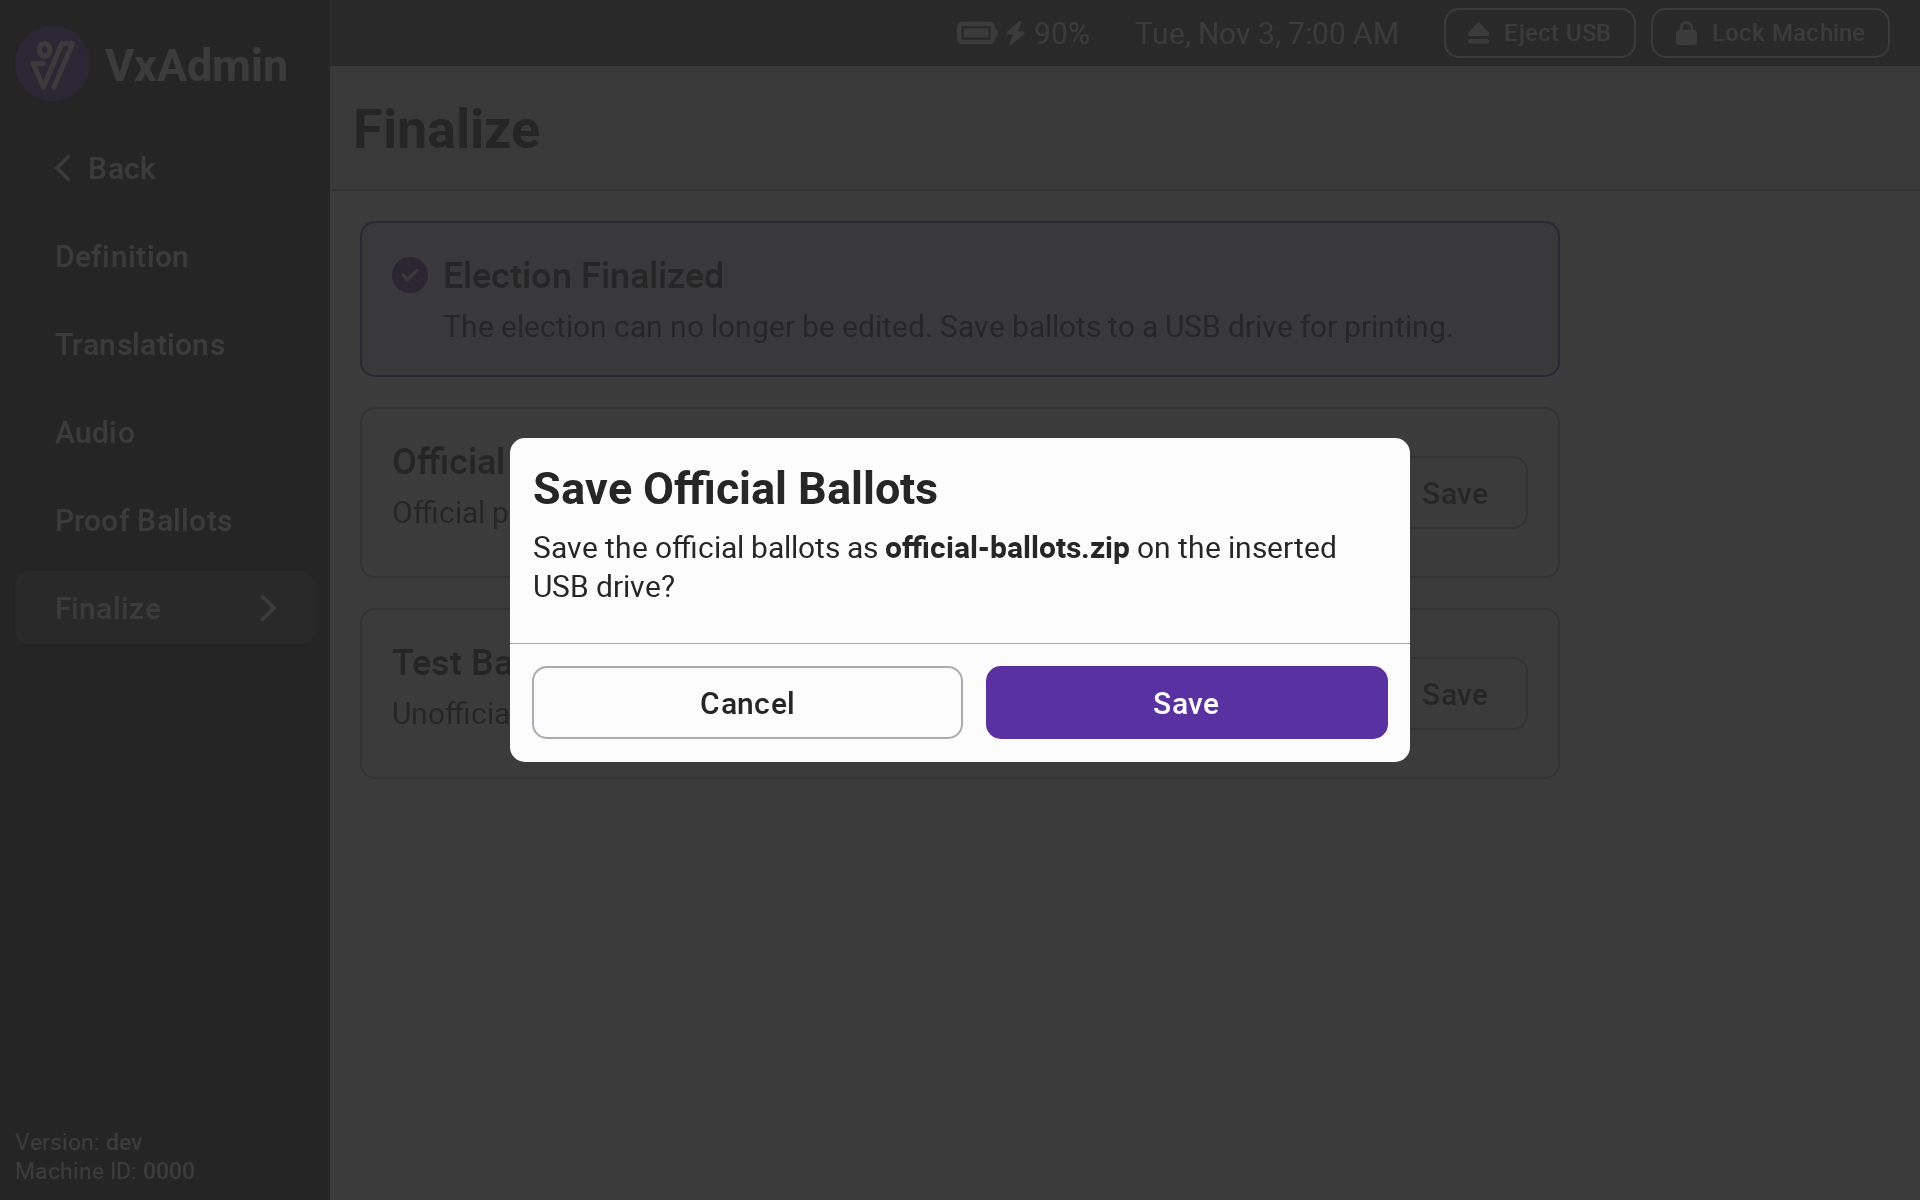 VxAdmin
90%
Tue, Nov 3, 7:00 AM
Eject USB
Lock Machine
Back
Definition
Translations
Audio
Proof Ballots
Finalize
Version: dev
Machine ID: 0000
Finalize
Election Finalized
The election can no longer be edited. Save ballots to a USB drive for printing.
Official
Official p
Save
Test Ba
Unofficia
Save
Save Official Ballots
Save the official ballots as official-ballots.zip on the inserted
USB drive?
Cancel
Save